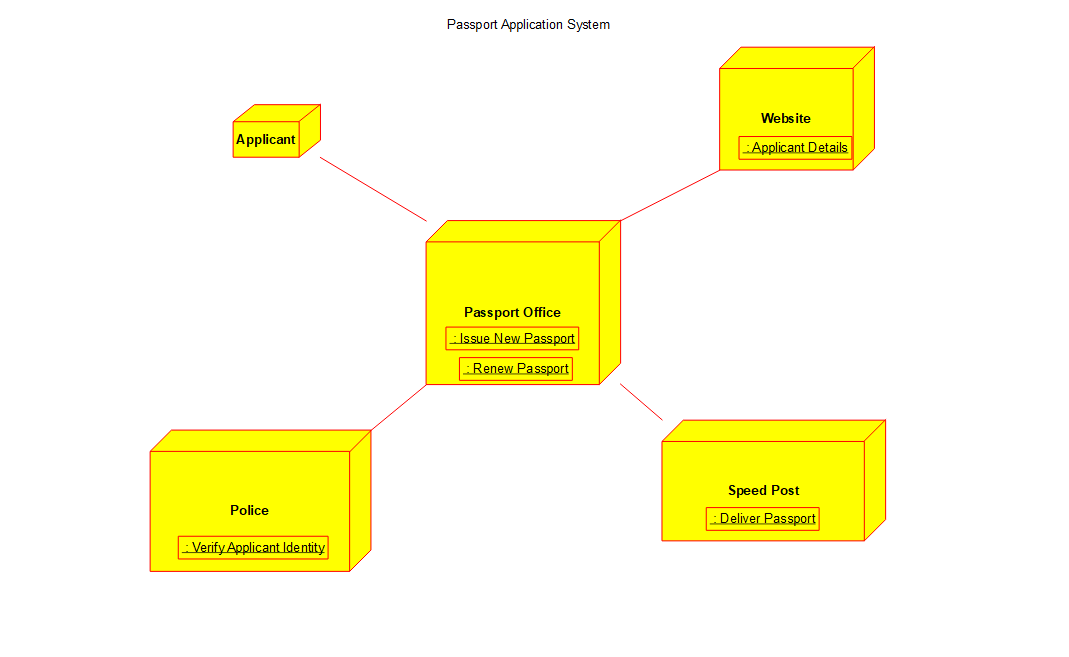 Passport Application System
Website
: Applicant Details
Applicant
Passport Office
: Issue New Passport
: Renew Passport
Speed Post
: Deliver Passport
Police
: Verify Applicant Identity